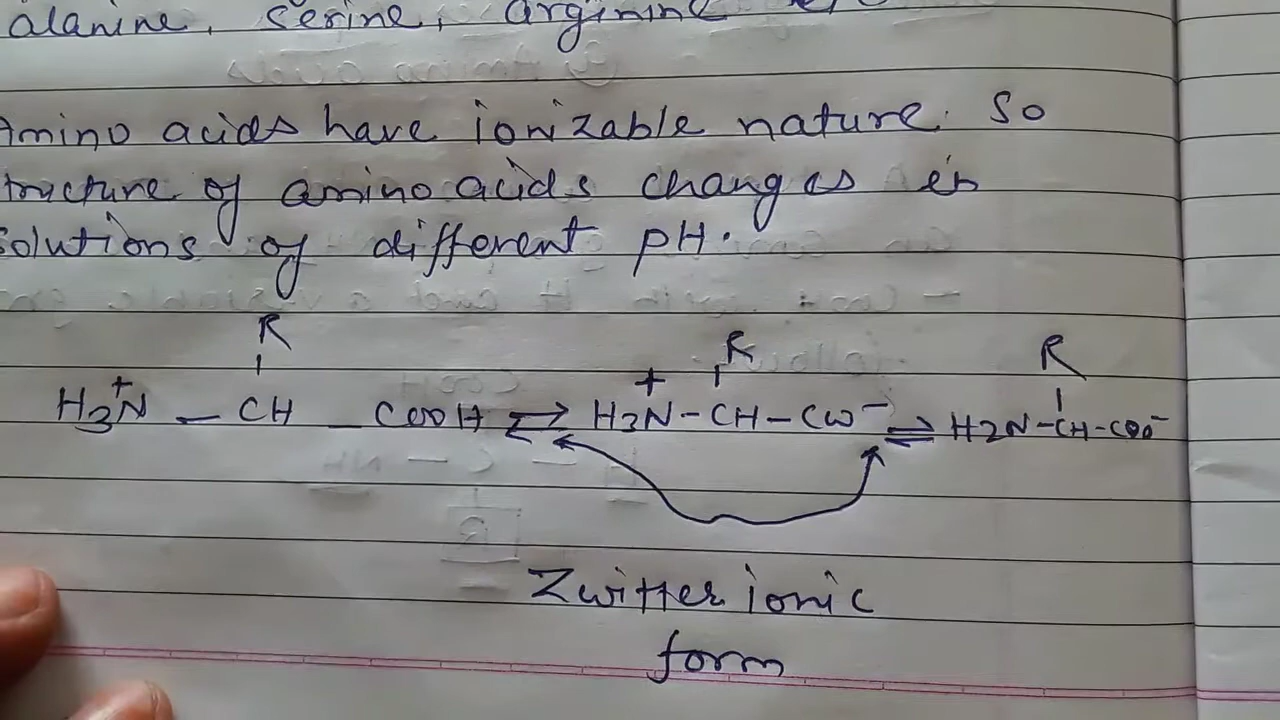 alanine, serine, arginine etc
Amino acids have ionizable nature. So
tructure of amino acids changes in
solutions of different pH.
R R R
H3N+ – CH – COOH ⇌ H3N+ – CH – COO⁻ ⇌ H2N – CH – COO⁻
Zwitter ionic
form